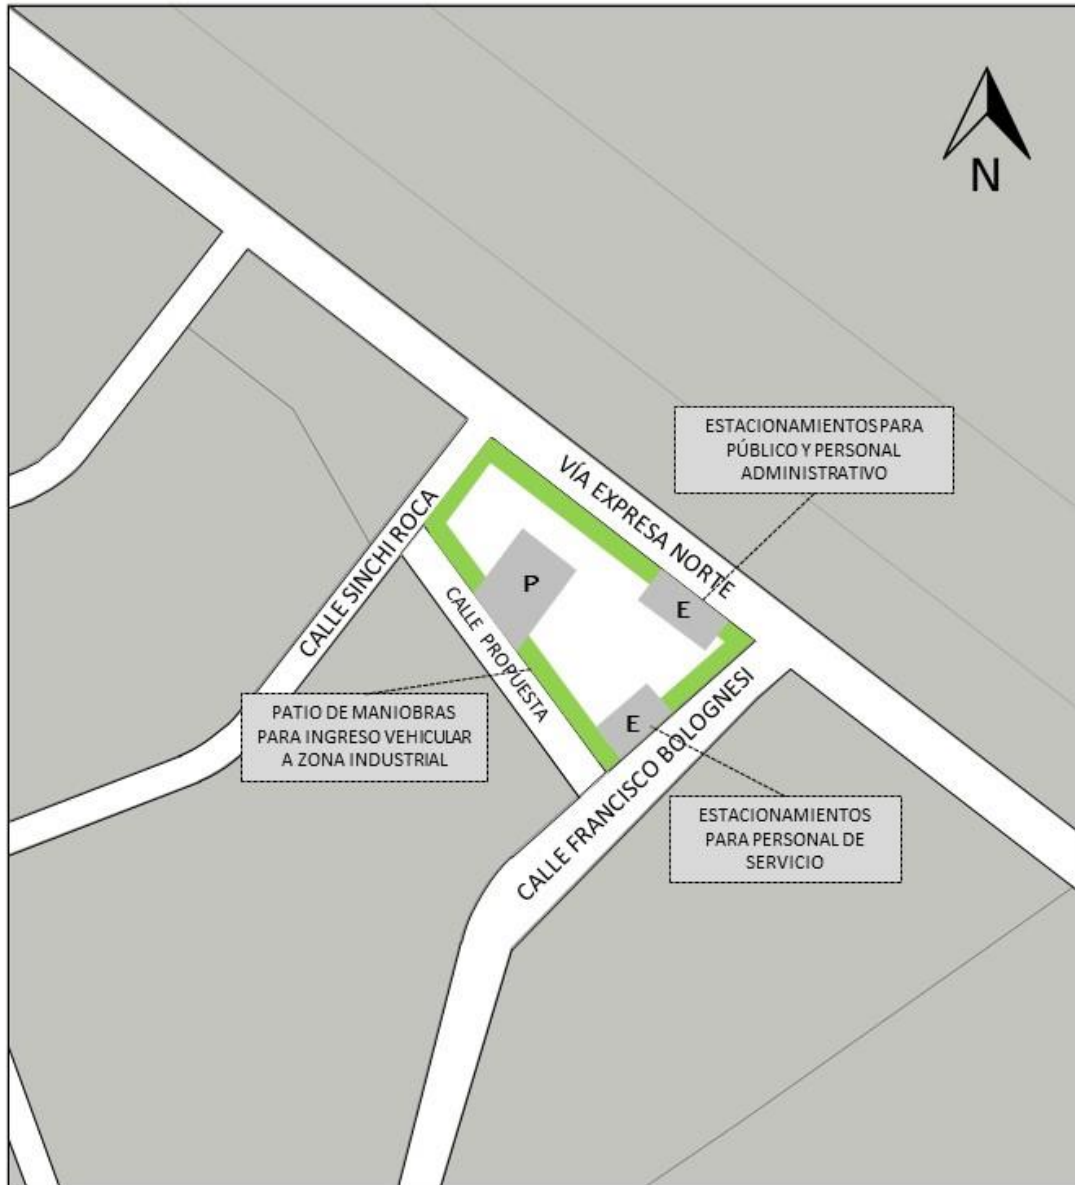 N
ESTACIONAMIENTOS PARA
PÚBLICO Y PERSONAL
ADMINISTRATIVO
VÍA EXPRESA NORTE
CALLE SINCHI ROCA
P
E
CALLE PROPUESTA
PATIO DE MANIOBRAS
PARA INGRESO VEHICULAR
A ZONA INDUSTRIAL
E
CALLE FRANCISCO BOLOGNESI
ESTACIONAMIENTOS
PARA PERSONAL DE
SERVICIO